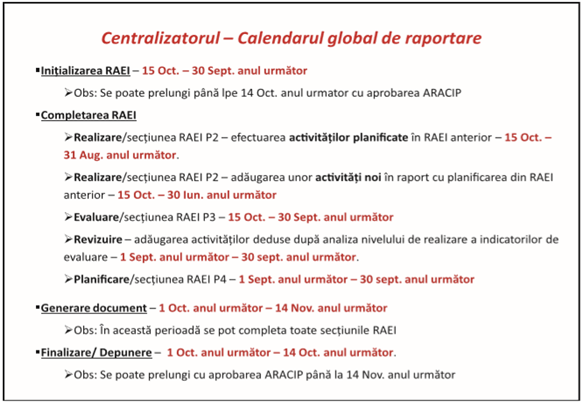 Centralizatorul – Calendarul global de raportare
▪Inițializarea RAEI – 15 Oct. – 30 Sept. anul următor
➢Obs: Se poate prelungi până lpe 14 Oct. anul urmator cu aprobarea ARACIP
▪Completarea RAEI
➢Realizare/secțiunea RAEI P2 – efectuarea activităților planificate în RAEI anterior – 15 Oct. –
31 Aug. anul următor.
➢Realizare/secțiunea RAEI P2 – adăugarea unor activități noi în raport cu planificarea din RAEI
anterior – 15 Oct. – 30 Iun. anul următor
➢Evaluare/secțiunea RAEI P3 – 15 Oct. – 30 Sept. anul următor
➢Revizuire – adăugarea activităților deduse după analiza nivelului de realizare a indicatorilor de
evaluare – 1 Sept. anul următor – 30 sept. anul următor.
➢Planificare/secțiunea RAEI P4 – 1 Sept. anul următor – 30 sept. anul următor
▪Generare document – 1 Oct. anul următor – 14 Nov. anul următor
➢Obs: În această perioadă se pot completa toate secțiunile RAEI
▪Finalizare/ Depunere – 1 Oct. anul următor – 14 Oct. anul următor.
➢Obs: Se poate prelungi cu aprobarea ARACIP până la 14 Nov. anul următor